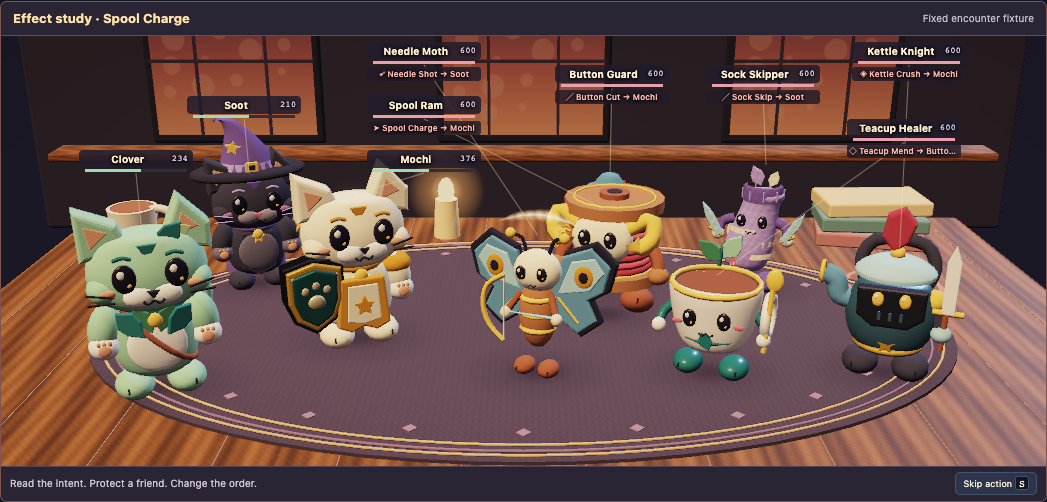 Effect study · Spool Charge
Fixed encounter fixture
Needle Moth 600
Needle Shot → Soot
Kettle Knight 600
Kettle Crush → Mochi
Button Guard 600
Button Cut → Mochi
Sock Skipper 600
Sock Skip → Soot
Soot 210
Spool Ram 600
Spool Charge → Mochi
Teacup Healer 600
Teacup Mend → Butto...
Clover 234
Mochi 376
Read the intent. Protect a friend. Change the order.
Skip action S